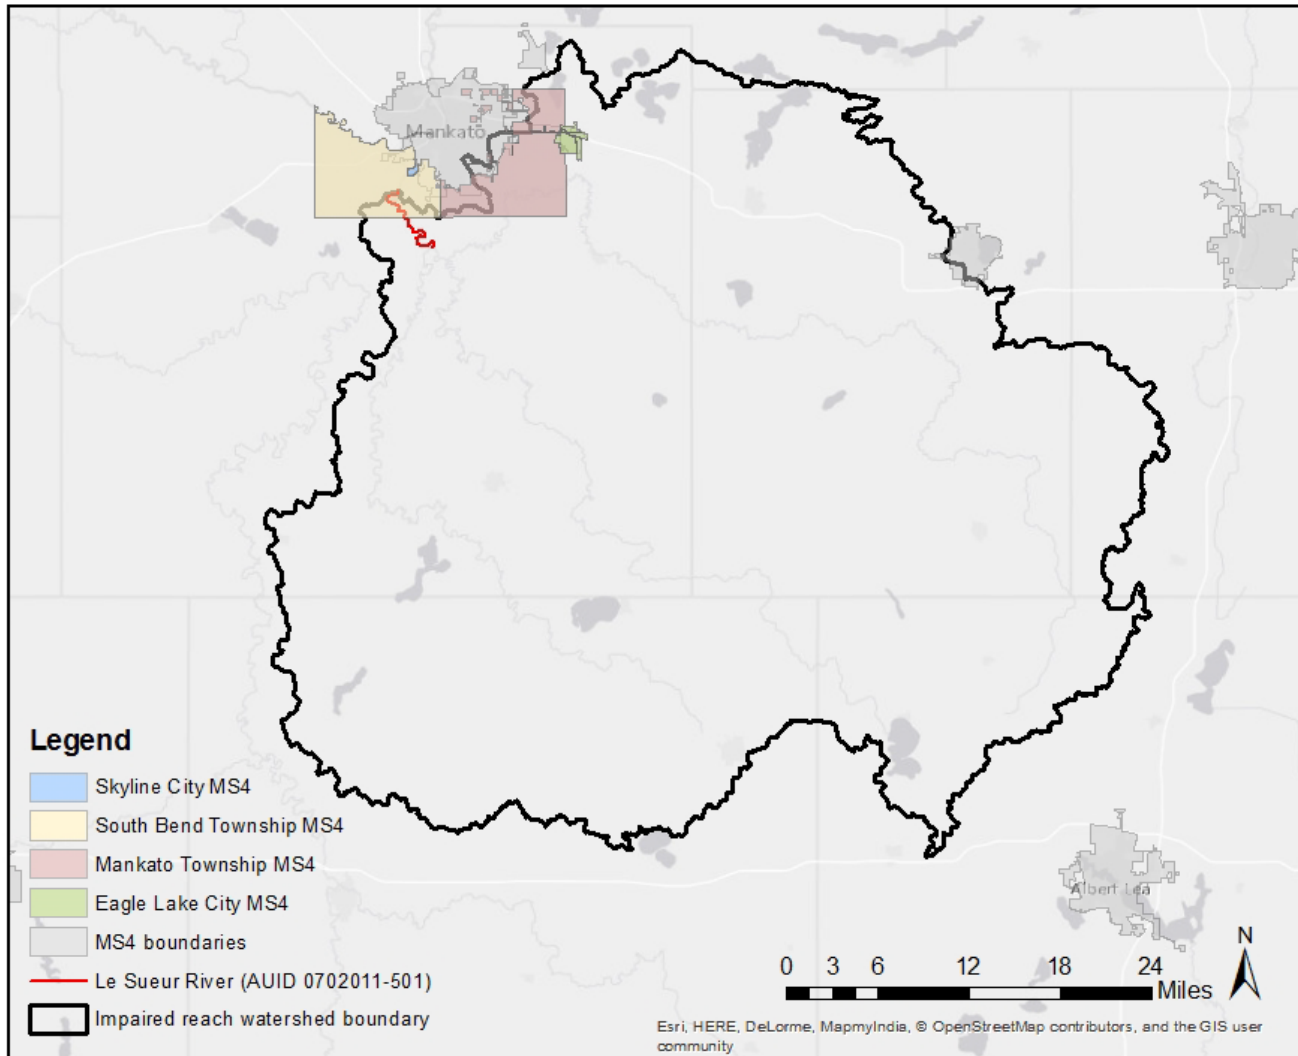 Mankato
Albert Lea
Legend
Skyline City MS4
South Bend Township MS4
Mankato Township MS4
Eagle Lake City MS4
MS4 boundaries
Le Sueur River (AUID 0702011-501)
Impaired reach watershed boundary
N
0 3 6 12 18 24
Miles
Esri, HERE, DeLorme, MapmyIndia, © OpenStreetMap contributors, and the GIS user
community